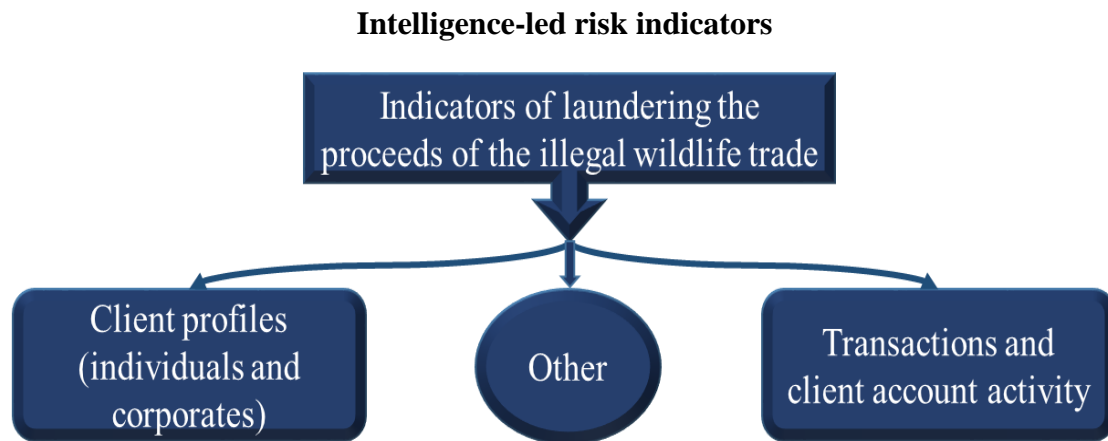 Intelligence-led risk indicators
Indicators of laundering the
proceeds of the illegal wildlife trade
Client profiles
(individuals and
corporates)
Other
Transactions and
client account activity